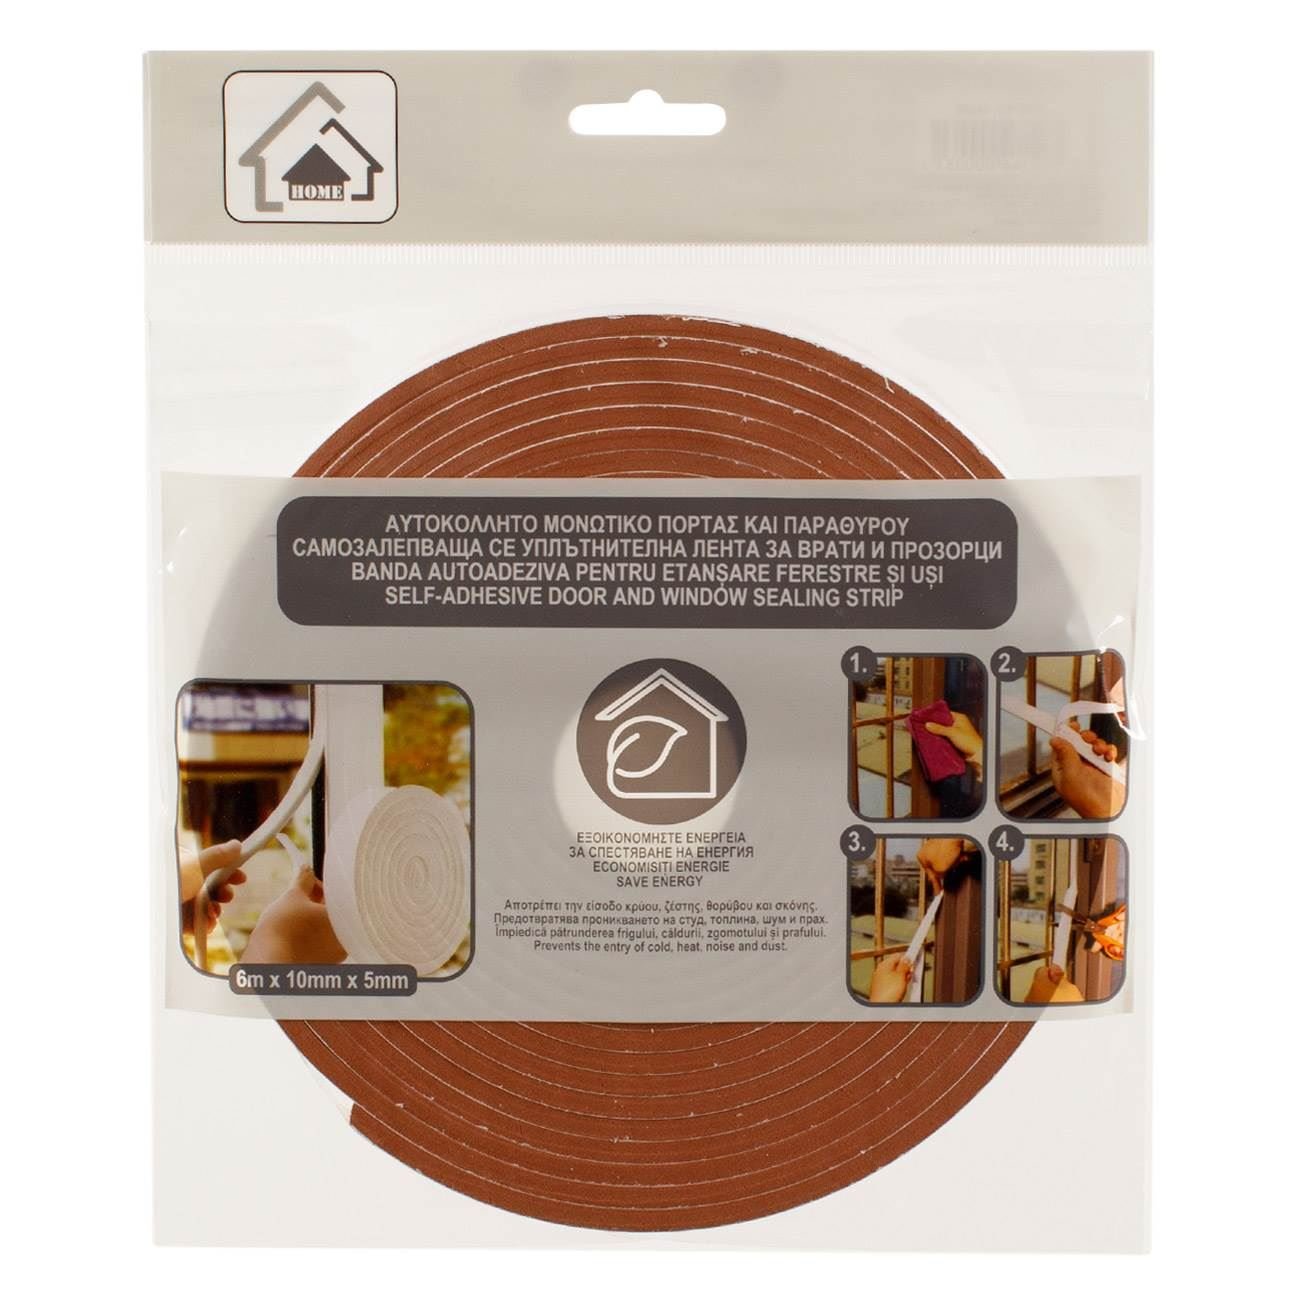 HOME
ΑΥΤΟΚΟΛΛΗΤΟ ΜΟΝΩΤΙΚΟ ΠΟΡΤΑΣ ΚΑΙ ΠΑΡΑΘΥΡΟΥ
САМОЗАЛЕПВАЩА СЕ УПЛЪТНИТЕЛНА ЛЕНТА ЗА ВРАТИ И ПРОЗОРЦИ
BANDA AUTOADEZIVA PENTRU ETANȘARE FERESTRE ȘI UȘI
SELF-ADHESIVE DOOR AND WINDOW SEALING STRIP
6m x 10mm x 5mm
ΕΞΟΙΚΟΝΟΜΗΣΤΕ ΕΝΕΡΓΕΙΑ
ЗА СПЕСТЯВАНЕ НА ЕНЕРГИЯ
ECONOMISITI ENERGIE
SAVE ENERGY
Αποτρέπει την είσοδο κρύου, ζέστης, θορύβου και σκόνης.
Предотвратява проникването на студ, топлина, шум и прах.
Împiedică pătrunderea frigului, căldurii, zgomotului și prafului.
Prevents the entry of cold, heat, noise and dust.
1.
2.
3.
4.